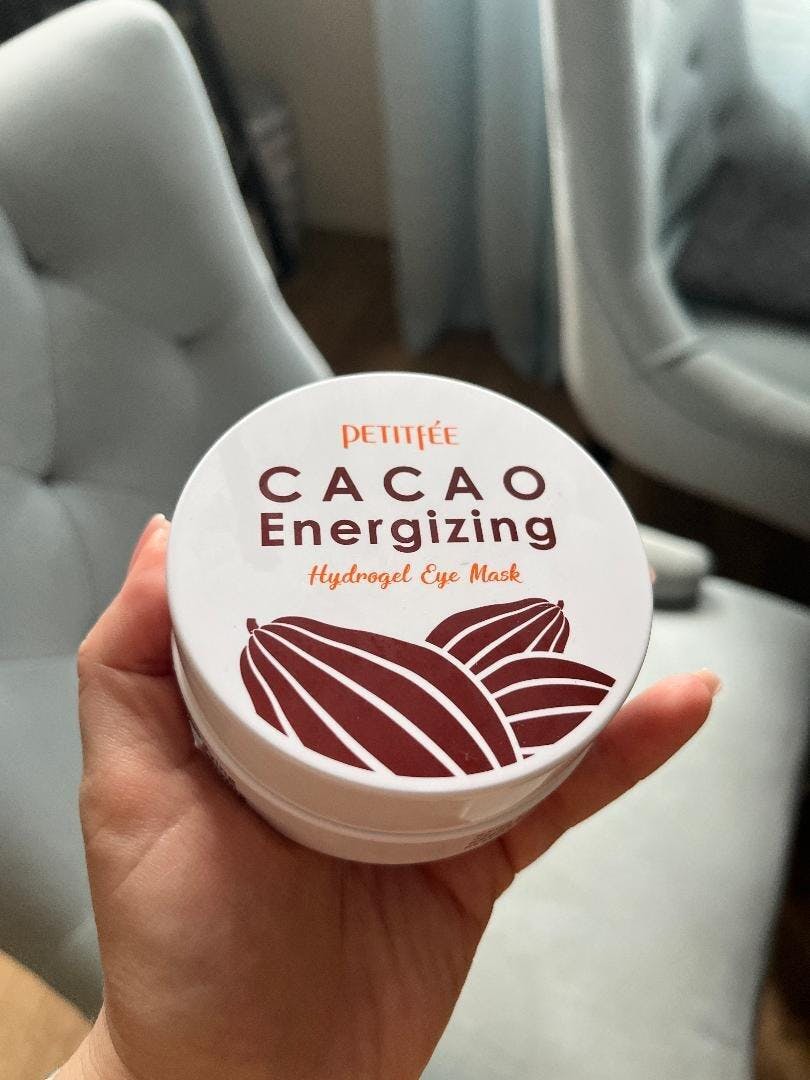 PETITFÉE
CACAO
Energizing
Hydrogel Eye Mask